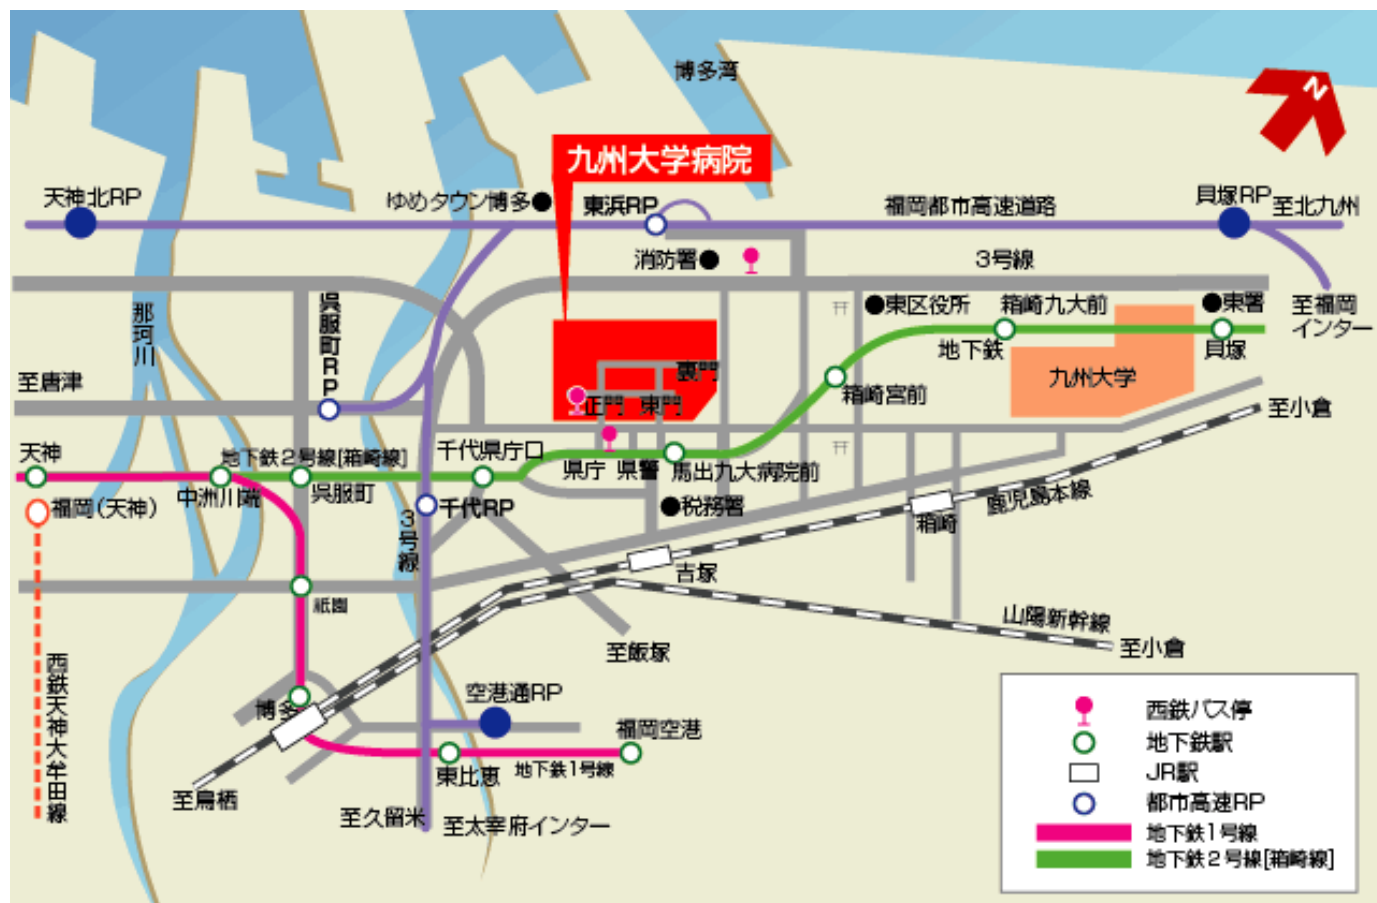 博多湾
N
九州大学病院
天神北RP
ゆめタウン博多
東浜RP
福岡都市高速道路
貝塚RP
至北九州
消防署
3号線
那珂川
呉服町RP
東区役所
箱崎九大前
東署
至福岡
インター
地下鉄
貝塚
至唐津
裏門
正門
東門
箱崎宮前
九州大学
至小倉
天神
地下鉄2号線[箱崎線]
千代県庁口
中洲川端
呉服町
県庁
県警
馬出九大病院前
福岡(天神)
3号線
千代RP
税務署
箱崎
鹿児島本線
吉塚
祇園
山陽新幹線
至小倉
至飯塚
西鉄天神大牟田線
博多
空港通RP
福岡空港
東比恵
地下鉄1号線
至鳥栖
至久留米
至太宰府インター
西鉄バス停
地下鉄駅
JR駅
都市高速RP
地下鉄1号線
地下鉄2号線[箱崎線]